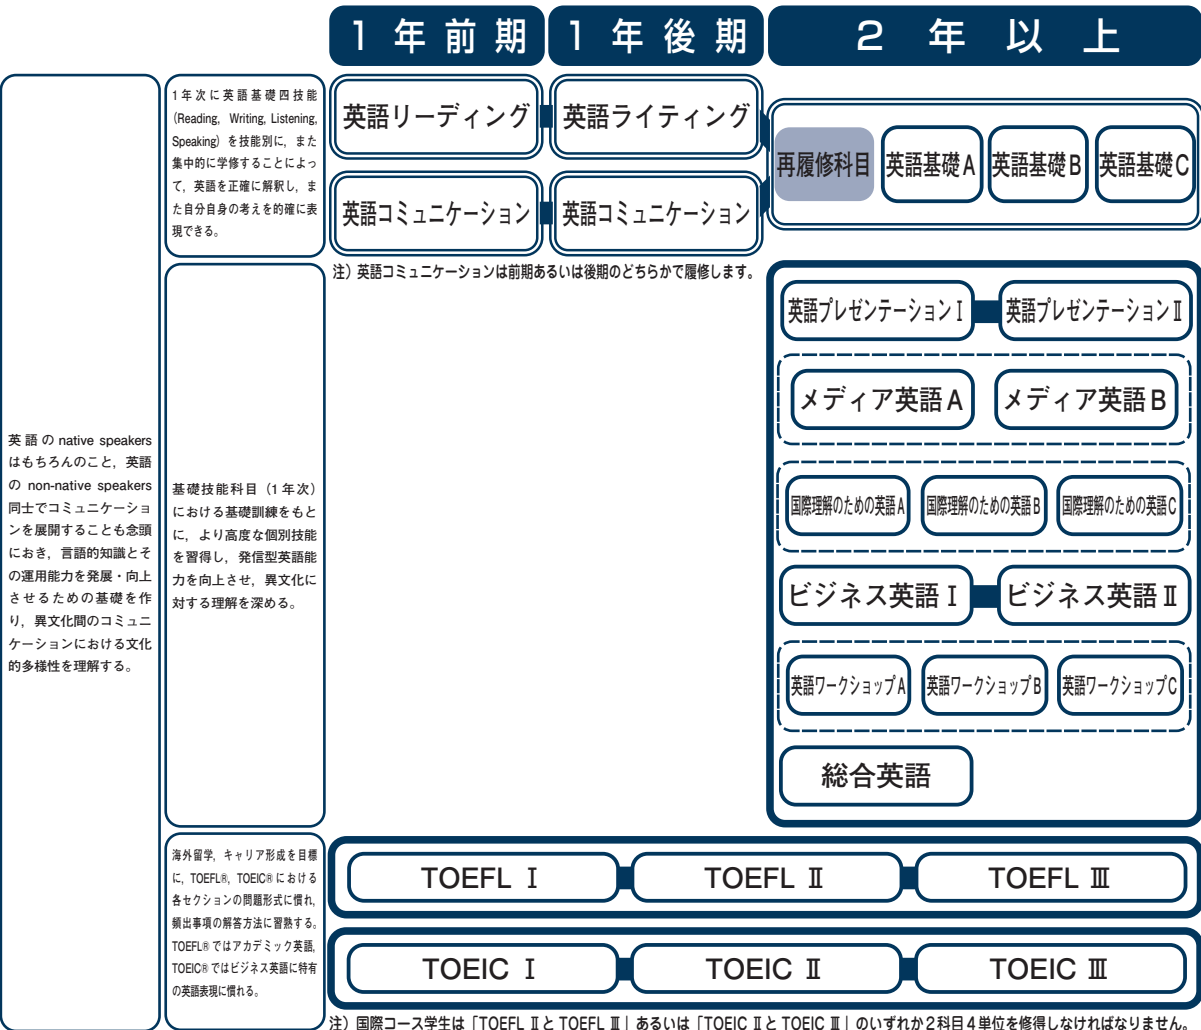 １年前期
１年後期
２年以上
英語の native speakers
はもちろんのこと，英語
の non-native speakers
同士でコミュニケーショ
ンを展開することも念頭
におき，言語的知識とそ
の運用能力を発展・向上
させるための基礎を作
り，異文化間のコミュニ
ケーションにおける文化
的多様性を理解する。
1年次に英語基礎四技能
(Reading, Writing, Listening,
Speaking) を技能別に，また
集中的に学修することによっ
て，英語を正確に解釈し，ま
た自分自身の考えを的確に表
現できる。
英語リーディング
英語ライティング
英語コミュニケーション
英語コミュニケーション
再履修科目
英語基礎A
英語基礎B
英語基礎C
注）英語コミュニケーションは前期あるいは後期のどちらかで履修します。
基礎技能科目（1年次）
における基礎訓練をもと
に，より高度な個別技能
を習得し，発信型英語能
力を向上させ，異文化に
対する理解を深める。
英語プレゼンテーションⅠ
英語プレゼンテーションⅡ
メディア英語A
メディア英語B
国際理解のための英語A
国際理解のための英語B
国際理解のための英語C
ビジネス英語Ⅰ
ビジネス英語Ⅱ
英語ワークショップA
英語ワークショップB
英語ワークショップC
総合英語
海外留学，キャリア形成を目標
に，TOEFL®, TOEIC® における
各セクションの問題形式に慣れ，
頻出事項の解答方法に習熟する。
TOEFL® ではアカデミック英語，
TOEIC® ではビジネス英語に特有
の英語表現に慣れる。
TOEFL Ⅰ
TOEFL Ⅱ
TOEFL Ⅲ
TOEIC Ⅰ
TOEIC Ⅱ
TOEIC Ⅲ
注）国際コース学生は「TOEFL ⅡとTOEFL Ⅲ」あるいは「TOEIC ⅡとTOEIC Ⅲ」のいずれか2科目4単位を修得しなければなりません。